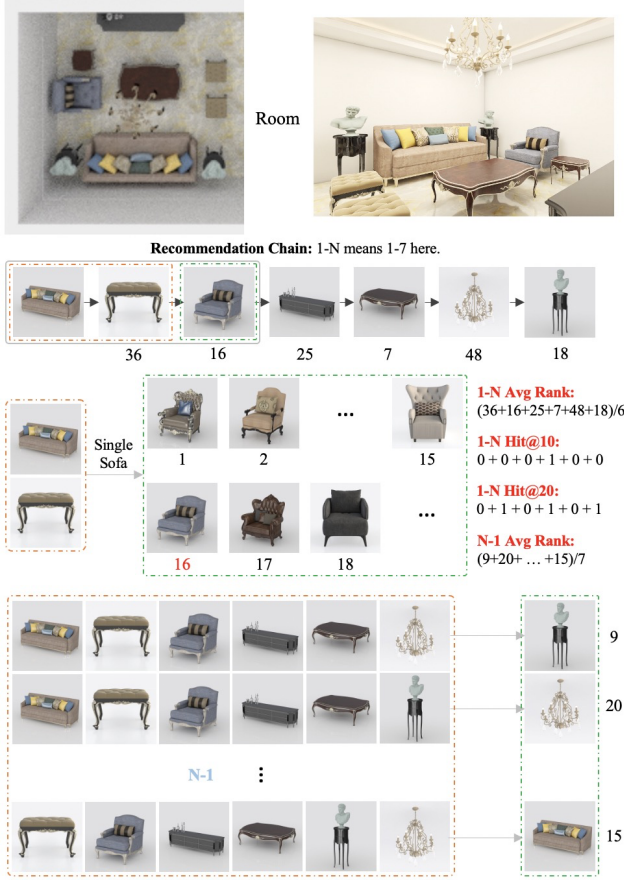 Room
Recommendation Chain: 1-N means 1-7 here.
36 16 25 7 48 18
Single
Sofa
1 2 ... 15
16 17 18 ...
1-N Avg Rank:
(36+16+25+7+48+18)/6
1-N Hit@10:
0 + 0 + 0 + 1 + 0 + 0
1-N Hit@20:
0 + 1 + 0 + 1 + 0 + 1
N-1 Avg Rank:
(9+20+ … +15)/7
9
20
N-1 ⋮
15